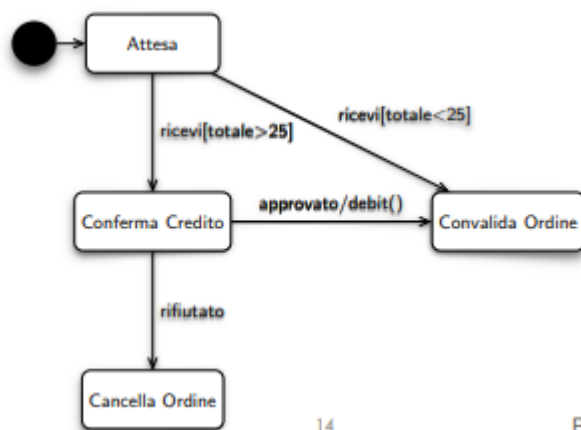 Attesa
ricevi[totale<25]
ricevi[totale>25]
approvato/debit()
Conferma Credito
Convalida Ordine
rifiutato
Cancella Ordine
14